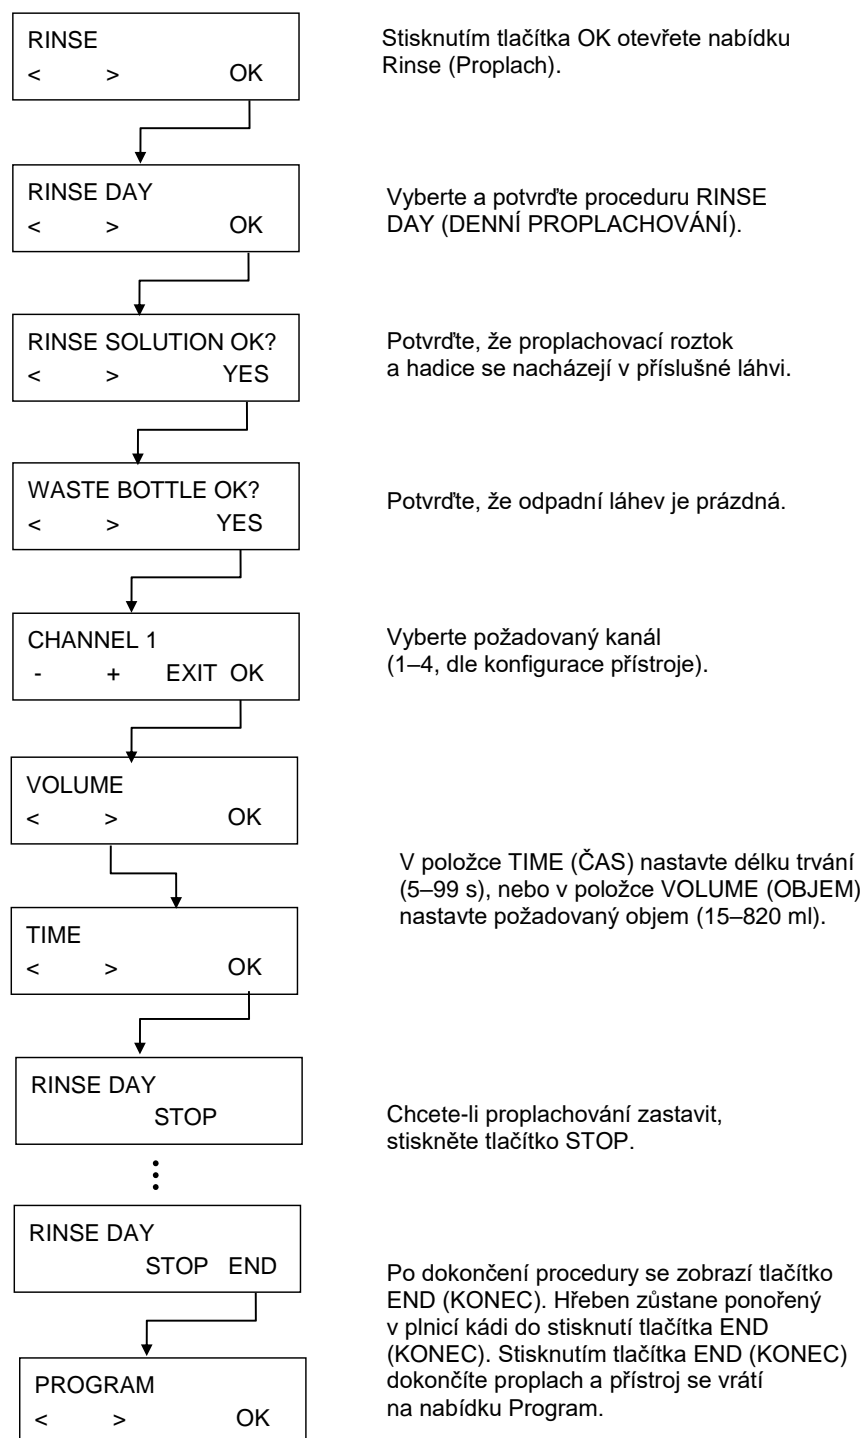 RINSE
< > OK
Stisknutím tlačítka OK otevřete nabídku
Rinse (Proplach).
RINSE DAY
< > OK
Vyberte a potvrďte proceduru RINSE
DAY (DENNÍ PROPLACHOVÁNÍ).
RINSE SOLUTION OK?
< > YES
Potvrďte, že proplachovací roztok
a hadice se nacházejí v příslušné láhvi.
WASTE BOTTLE OK?
< > YES
Potvrďte, že odpadní láhev je prázdná.
CHANNEL 1
- + EXIT OK
Vyberte požadovaný kanál
(1–4, dle konfigurace přístroje).
VOLUME
< > OK
V položce TIME (ČAS) nastavte délku trvání
(5–99 s), nebo v položce VOLUME (OBJEM)
nastavte požadovaný objem (15–820 ml).
TIME
< > OK
RINSE DAY
STOP
Chcete-li proplachování zastavit,
stiskněte tlačítko STOP.
RINSE DAY
STOP END
Po dokončení procedury se zobrazí tlačítko
END (KONEC). Hřeben zůstane ponořený
v plnicí kádi do stisknutí tlačítka END
(KONEC). Stisknutím tlačítka END (KONEC)
dokončíte proplach a přístroj se vrátí
na nabídku Program.
PROGRAM
< > OK